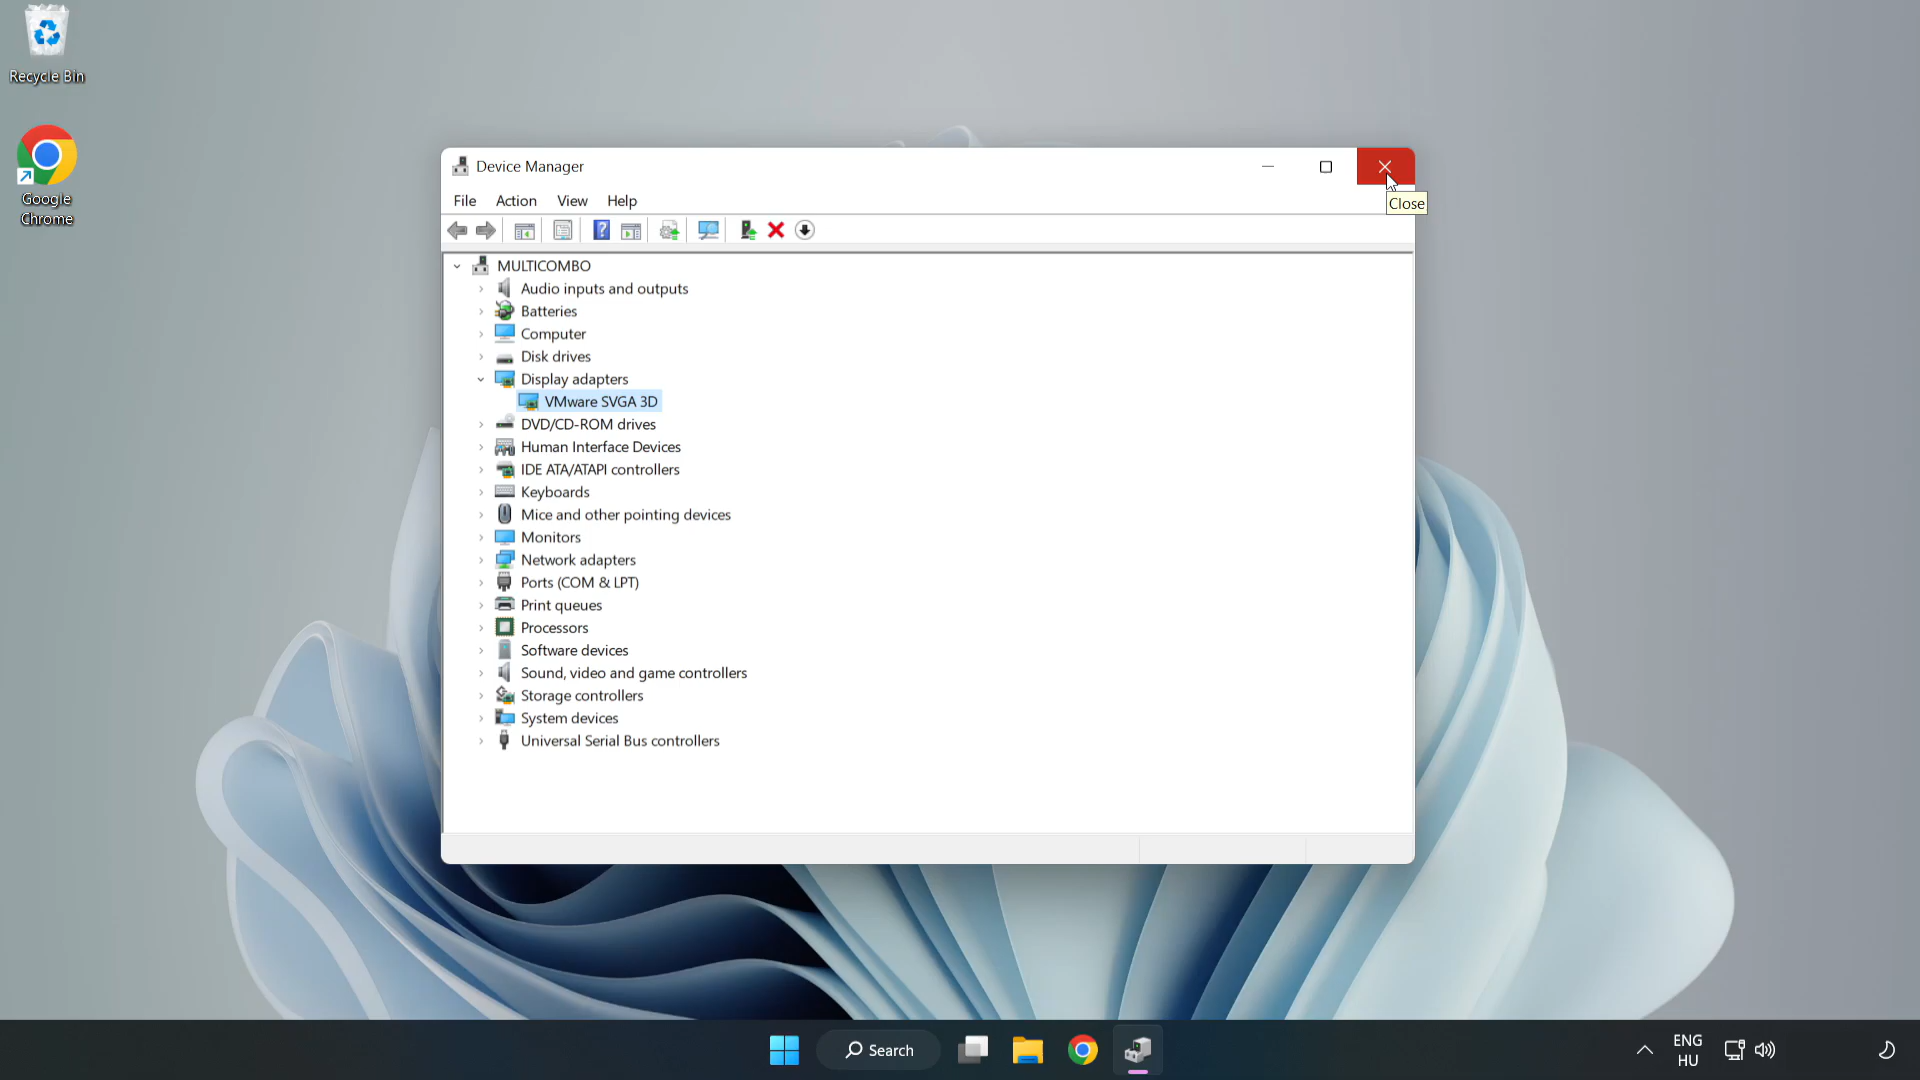 Recycle Bin
Google
Chrome
Device Manager
File Action View Help
Close
MULTICOMBO
Audio inputs and outputs
Batteries
Computer
Disk drives
Display adapters
VMware SVGA 3D
DVD/CD-ROM drives
Human Interface Devices
IDE ATA/ATAPI controllers
Keyboards
Mice and other pointing devices
Monitors
Network adapters
Ports (COM & LPT)
Print queues
Processors
Software devices
Sound, video and game controllers
Storage controllers
System devices
Universal Serial Bus controllers
Search
ENG
HU